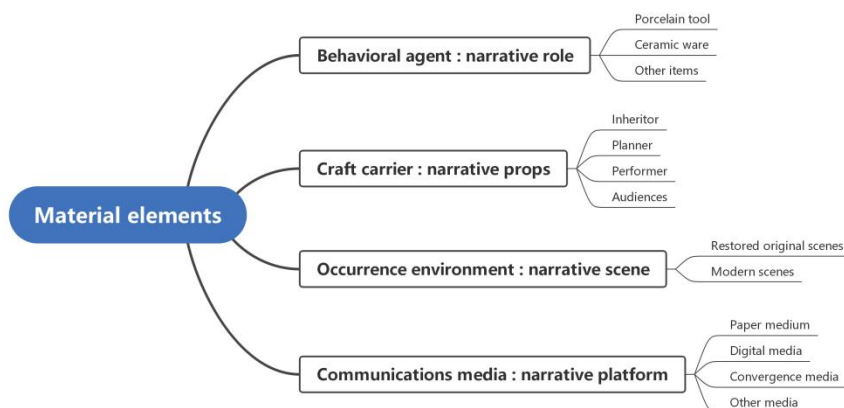 Material elements
Behavioral agent : narrative role
Porcelain tool
Ceramic ware
Other items
Craft carrier : narrative props
Inheritor
Planner
Performer
Audiences
Occurrence environment : narrative scene
Restored original scenes
Modern scenes
Communications media : narrative platform
Paper medium
Digital media
Convergence media
Other media